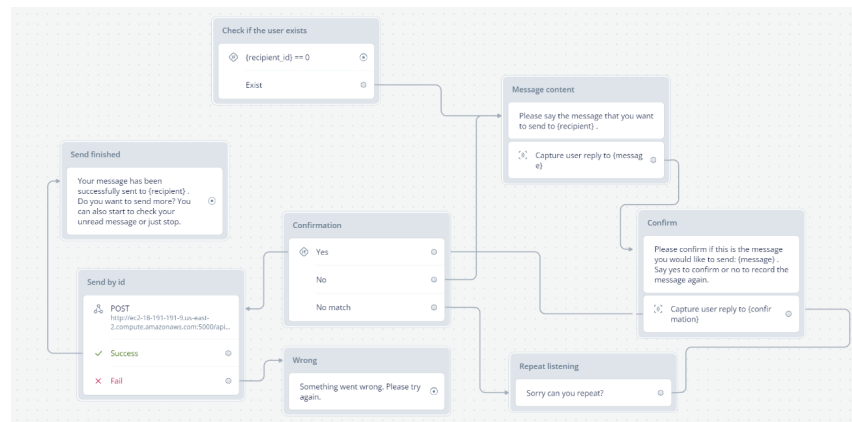 Check if the user exists
{recipient_id} == 0
Exist
Message content
Please say the message that you want
to send to {recipient} .
Capture user reply to {messag
e}
Send finished
Your message has been
successfully sent to {recipient} .
Do you want to send more? You
can also start to check your
unread message or just stop.
Confirmation
Yes
No
No match
Confirm
Please confirm if this is the message
you would like to send: {message} .
Say yes to confirm or no to record the
message again.
Capture user reply to {confir
mation}
Send by id
POST
http://ec2-18-191-191-9.us-east-
2.compute.amazonaws.com:5000/api...
Success
Fail
Wrong
Something went wrong. Please try
again.
Repeat listening
Sorry can you repeat?